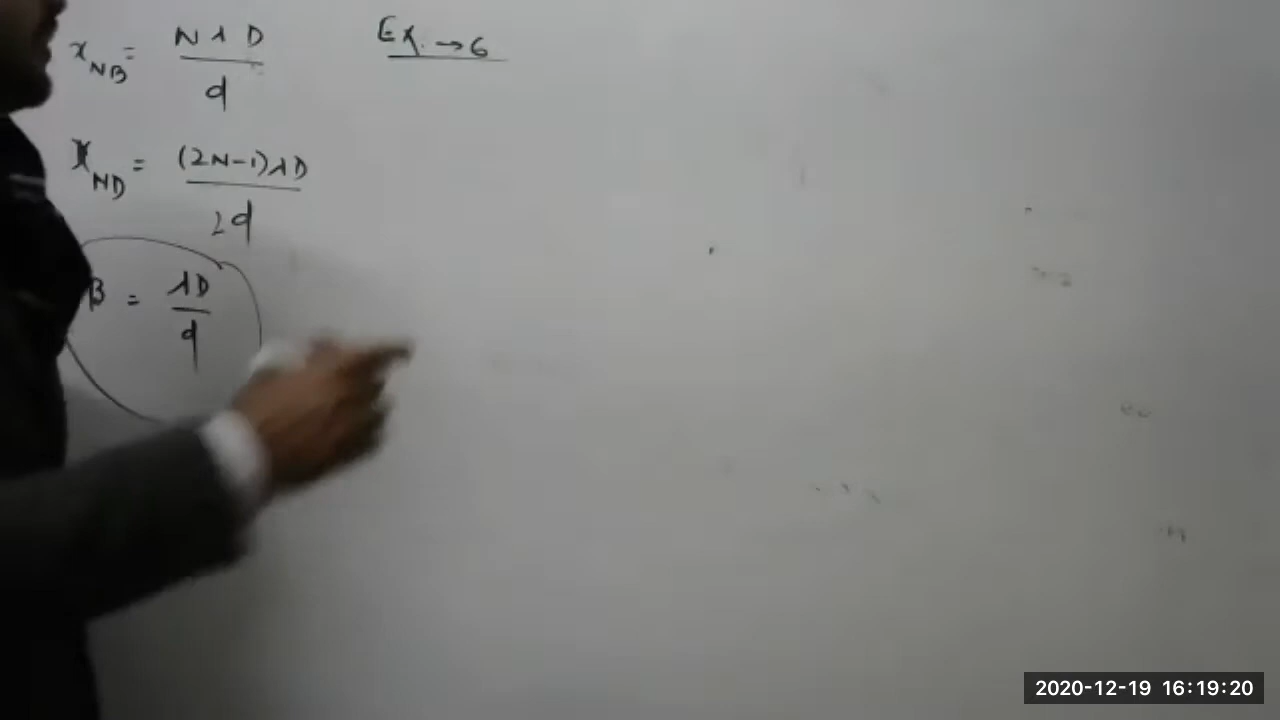 x_NB = NλD / d
Ex. → 6
x_ND = (2N-1)λD / 2d
β = λD / d
2020-12-19 16:19:20